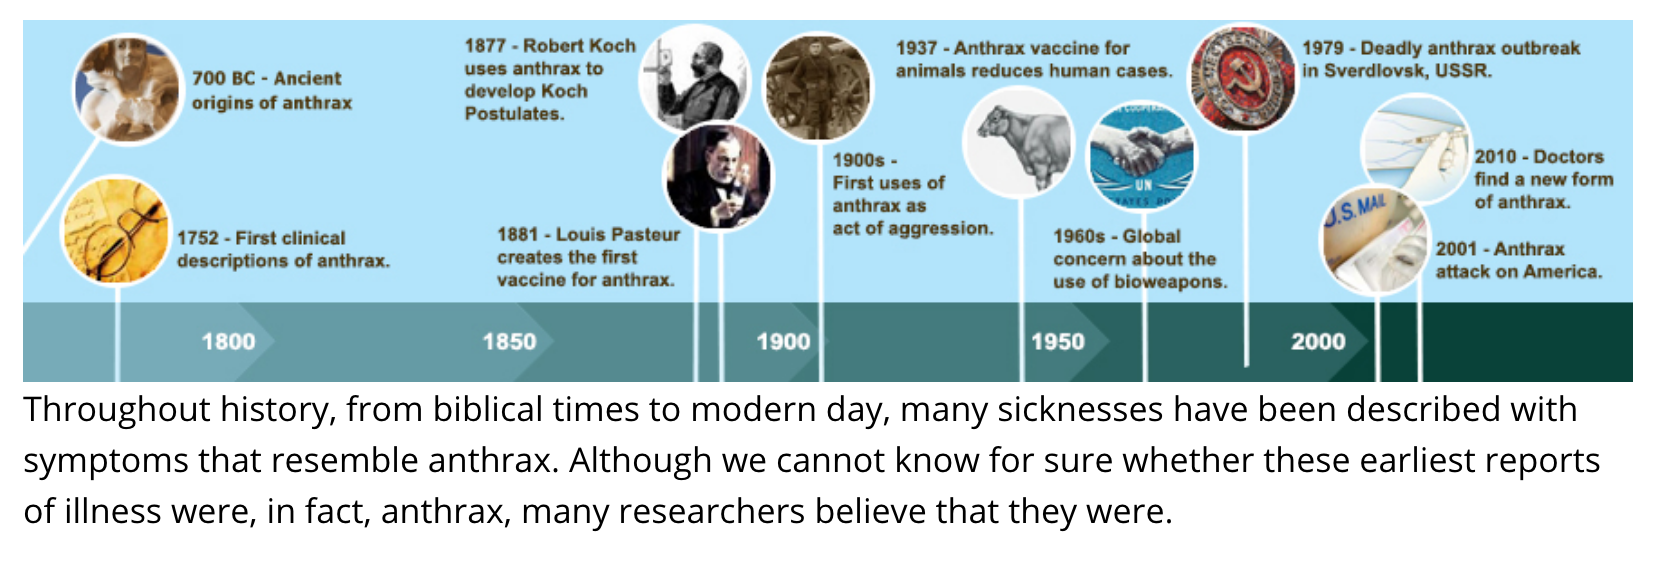 700 BC - Ancient
origins of anthrax
1752 - First clinical
descriptions of anthrax.
1877 - Robert Koch
uses anthrax to
develop Koch
Postulates.
1881 - Louis Pasteur
creates the first
vaccine for anthrax.
1900s -
First uses of
anthrax as
act of aggression.
1937 - Anthrax vaccine for
animals reduces human cases.
UN
1960s - Global
concern about the
use of bioweapons.
1979 - Deadly anthrax outbreak
in Sverdlovsk, USSR.
2010 - Doctors
find a new form
of anthrax.
U.S. MAIL
2001 - Anthrax
attack on America.
1800
1850
1900
1950
2000
Throughout history, from biblical times to modern day, many sicknesses have been described with
symptoms that resemble anthrax. Although we cannot know for sure whether these earliest reports
of illness were, in fact, anthrax, many researchers believe that they were.